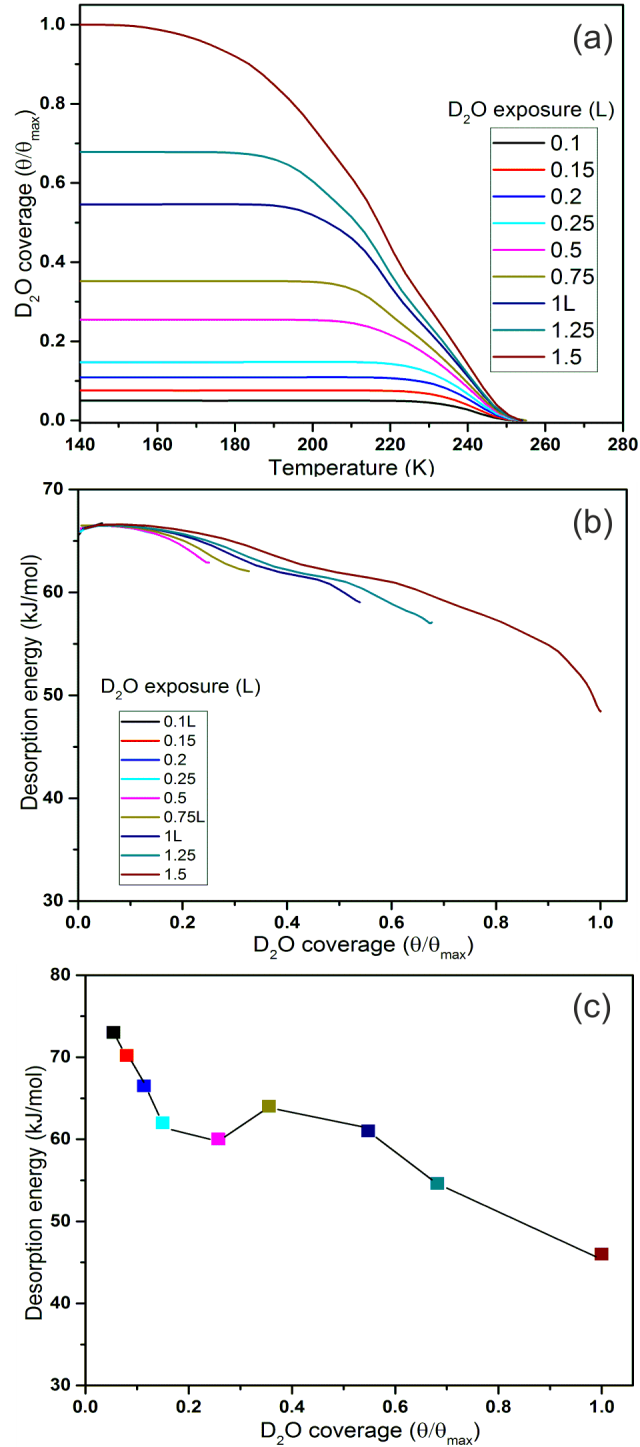 (a)
D₂O coverage (θ/θmax)
1.0
0.8
0.6
0.4
0.2
0.0
D₂O exposure (L)
0.1
0.15
0.2
0.25
0.5
0.75
1L
1.25
1.5
140 160 180 200 220 240 260 280
Temperature (K)
(b)
Desorption energy (kJ/mol)
70
60
50
40
30
D₂O exposure (L)
0.1L
0.15
0.2
0.25
0.5
0.75L
1L
1.25
1.5
0.0 0.2 0.4 0.6 0.8 1.0
D₂O coverage (θ/θmax)
(c)
Desorption energy (kJ/mol)
80
70
60
50
40
30
0.0 0.2 0.4 0.6 0.8 1.0
D₂O coverage (θ/θmax)